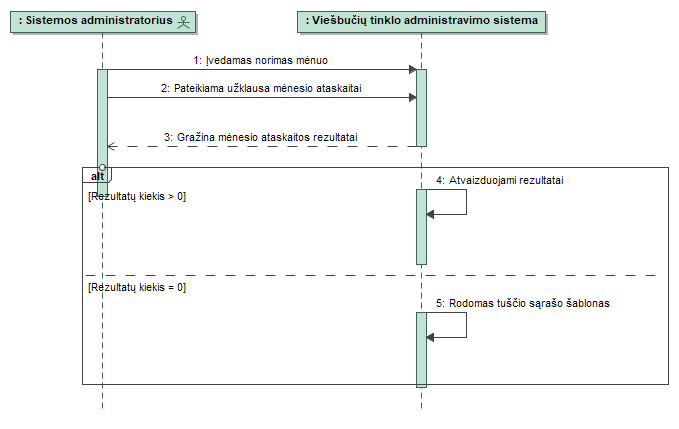 : Sistemos administratorius
: Viešbučių tinklo administravimo sistema
1: Įvedamas norimas mėnuo
2: Pateikiama užklausa mėnesio ataskaitai
3: Gražina mėnesio ataskaitos rezultatai
alt
4: Atvaizduojami rezultatai
[Rezultatų kiekis > 0]
[Rezultatų kiekis = 0]
5: Rodomas tuščio sąrašo šablonas